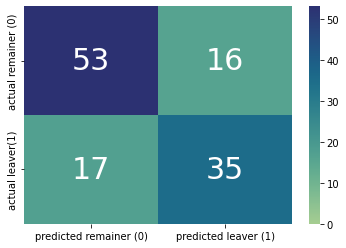 actual remainer (0)
53
16
actual leaver(1)
17
35
predicted remainer (0)
predicted leaver (1)
50
40
30
20
10
0